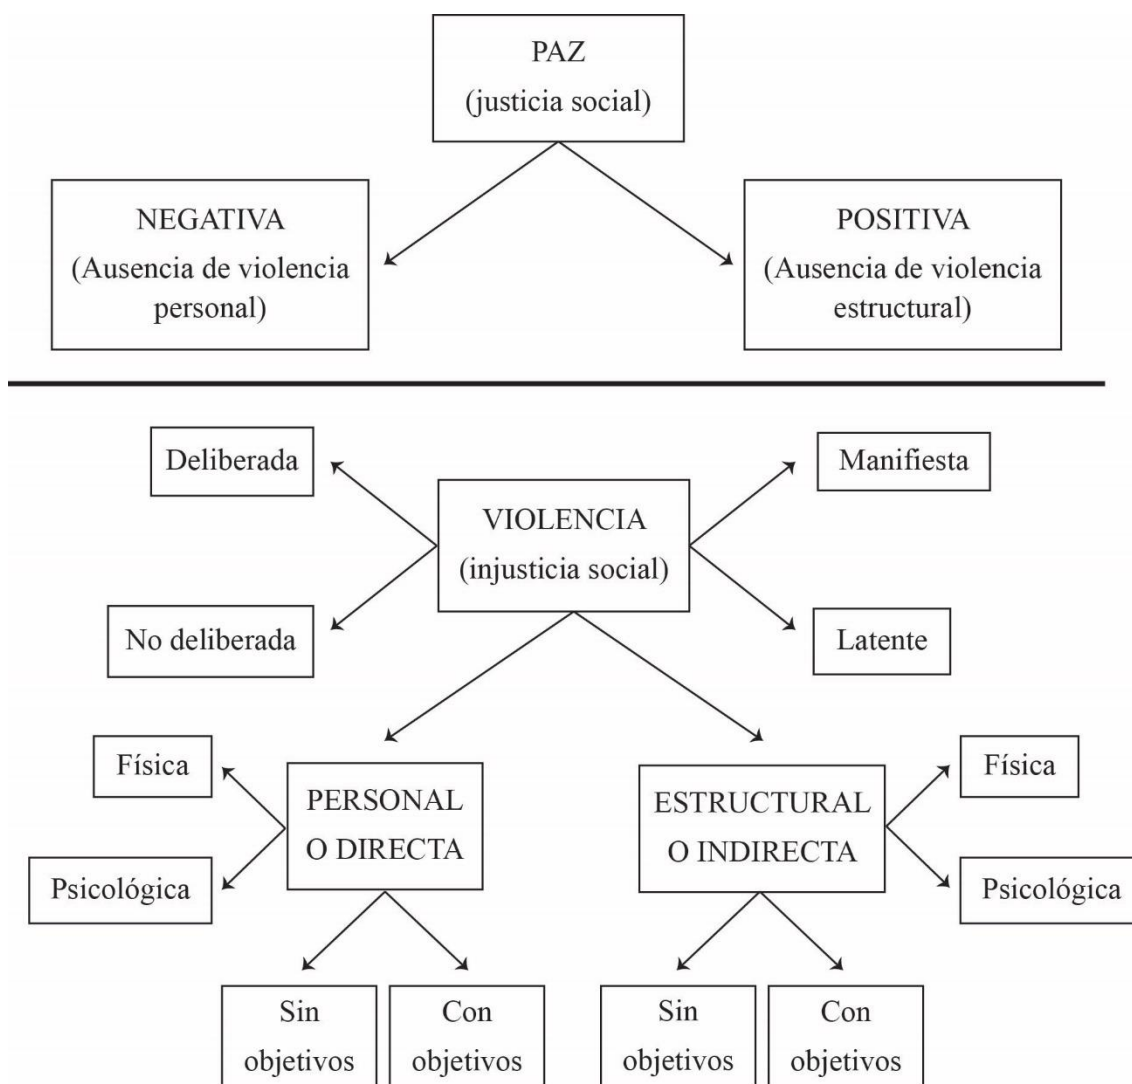 PAZ
(justicia social)
NEGATIVA
(Ausencia de violencia
personal)
POSITIVA
(Ausencia de violencia
estructural)
Deliberada
Manifiesta
VIOLENCIA
(injusticia social)
No deliberada
Latente
Física
PERSONAL
O DIRECTA
Psicológica
ESTRUCTURAL
O INDIRECTA
Física
Psicológica
Sin
objetivos
Con
objetivos
Sin
objetivos
Con
objetivos